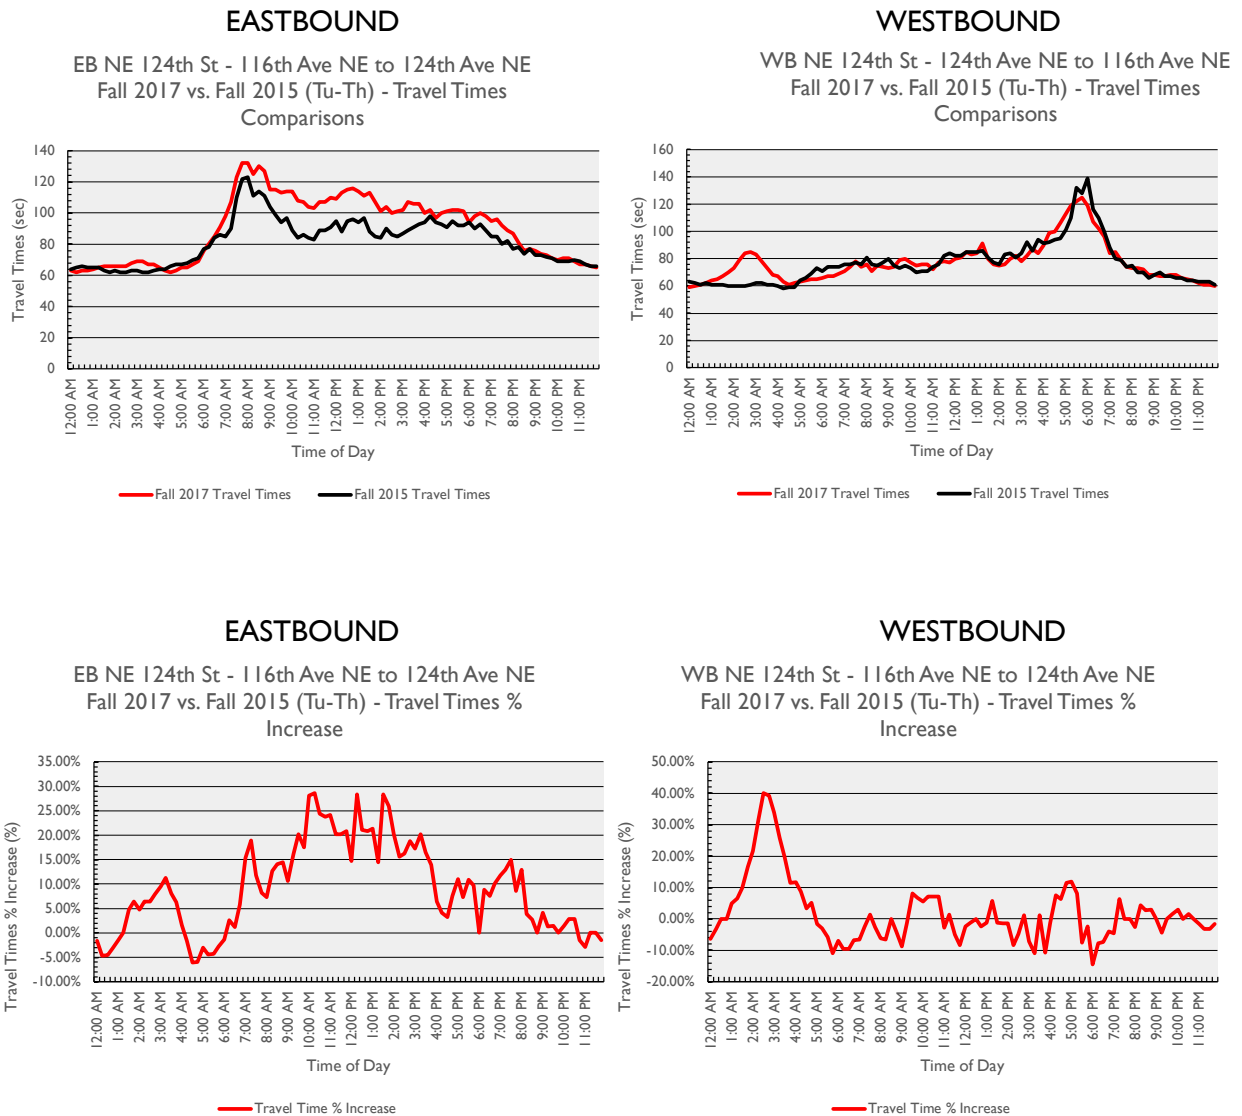 EASTBOUND
EB NE 124th St - 116th Ave NE to 124th Ave NE
Fall 2017 vs. Fall 2015 (Tu-Th) - Travel Times
Comparisons
140
120
100
80
60
40
20
0
Travel Times (sec)
12:00 AM
1:00 AM
2:00 AM
3:00 AM
4:00 AM
5:00 AM
6:00 AM
7:00 AM
8:00 AM
9:00 AM
10:00 AM
11:00 AM
12:00 PM
1:00 PM
2:00 PM
3:00 PM
4:00 PM
5:00 PM
6:00 PM
7:00 PM
8:00 PM
9:00 PM
10:00 PM
11:00 PM
Time of Day
Fall 2017 Travel Times
Fall 2015 Travel Times
WESTBOUND
WB NE 124th St - 124th Ave NE to 116th Ave NE
Fall 2017 vs. Fall 2015 (Tu-Th) - Travel Times
Comparisons
160
140
120
100
80
60
40
20
0
Travel Times (sec)
12:00 AM
1:00 AM
2:00 AM
3:00 AM
4:00 AM
5:00 AM
6:00 AM
7:00 AM
8:00 AM
9:00 AM
10:00 AM
11:00 AM
12:00 PM
1:00 PM
2:00 PM
3:00 PM
4:00 PM
5:00 PM
6:00 PM
7:00 PM
8:00 PM
9:00 PM
10:00 PM
11:00 PM
Time of Day
Fall 2017 Travel Times
Fall 2015 Travel Times
EASTBOUND
EB NE 124th St - 116th Ave NE to 124th Ave NE
Fall 2017 vs. Fall 2015 (Tu-Th) - Travel Times %
Increase
35.00%
30.00%
25.00%
20.00%
15.00%
10.00%
5.00%
0.00%
-5.00%
-10.00%
Travel Times % Increase (%)
12:00 AM
1:00 AM
2:00 AM
3:00 AM
4:00 AM
5:00 AM
6:00 AM
7:00 AM
8:00 AM
9:00 AM
10:00 AM
11:00 AM
12:00 PM
1:00 PM
2:00 PM
3:00 PM
4:00 PM
5:00 PM
6:00 PM
7:00 PM
8:00 PM
9:00 PM
10:00 PM
11:00 PM
Time of Day
Travel Time % Increase
WESTBOUND
WB NE 124th St - 116th Ave NE to 124th Ave NE
Fall 2017 vs. Fall 2015 (Tu-Th) - Travel Times %
Increase
50.00%
40.00%
30.00%
20.00%
10.00%
0.00%
-10.00%
-20.00%
Travel Times % Increase (%)
12:00 AM
1:00 AM
2:00 AM
3:00 AM
4:00 AM
5:00 AM
6:00 AM
7:00 AM
8:00 AM
9:00 AM
10:00 AM
11:00 AM
12:00 PM
1:00 PM
2:00 PM
3:00 PM
4:00 PM
5:00 PM
6:00 PM
7:00 PM
8:00 PM
9:00 PM
10:00 PM
11:00 PM
Time of Day
Travel Time % Increase